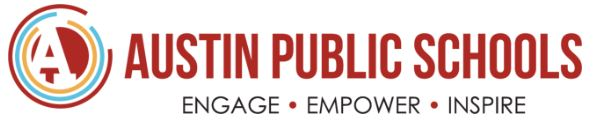 A AUSTIN PUBLIC SCHOOLS
ENGAGE • EMPOWER • INSPIRE